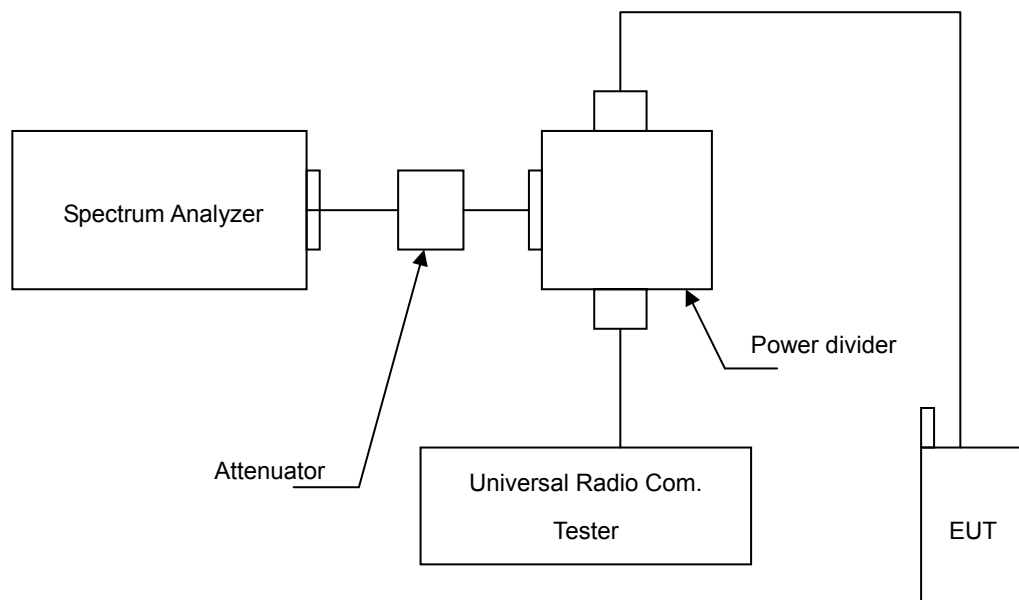 Spectrum Analyzer
Power divider
Attenuator
Universal Radio Com.
Tester
EUT